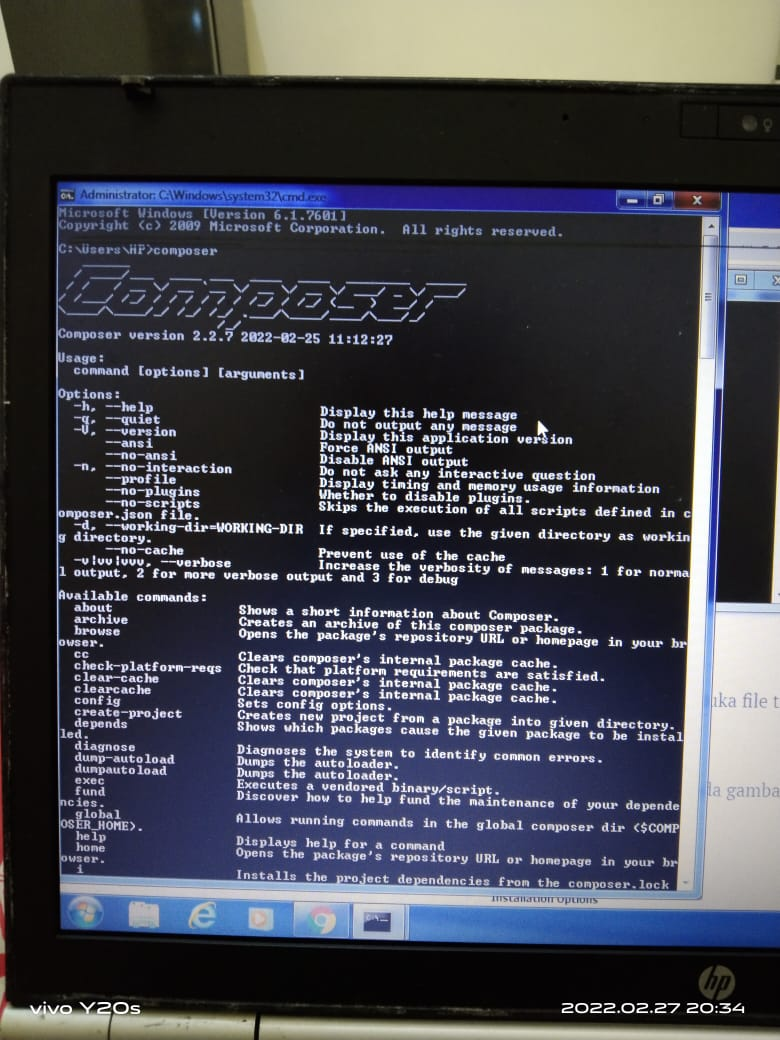 Administrator: C:\Windows\system32\cmd.exe
Microsoft Windows [Version 6.1.7601]
Copyright (c) 2009 Microsoft Corporation. All rights reserved.
C:\Users\HP>composer
Composer
Composer version 2.2.7 2022-02-25 11:12:27
Usage:
command [options] [arguments]
Options:
-h, --help Display this help message
-q, --quiet Do not output any message
-V, --version Display this application version
--ansi Force ANSI output
--no-ansi Disable ANSI output
-n, --no-interaction Do not ask any interactive question
--profile Display timing and memory usage information
--no-plugins Whether to disable plugins.
--no-scripts Skips the execution of all scripts defined in c
omposer.json file.
-d, --working-dir=WORKING-DIR If specified, use the given directory as workin
g directory.
--no-cache Prevent use of the cache
-v|vv|vvv, --verbose Increase the verbosity of messages: 1 for norma
l output, 2 for more verbose output and 3 for debug
Available commands:
about Shows a short information about Composer.
archive Creates an archive of this composer package.
browse Opens the package's repository URL or homepage in your br
owser.
cc Clears composer's internal package cache.
check-platform-reqs Check that platform requirements are satisfied.
clear-cache Clears composer's internal package cache.
clearcache Clears composer's internal package cache.
config Sets config options.
create-project Creates new project from a package into given directory.
depends Shows which packages cause the given package to be instal
led.
diagnose Diagnoses the system to identify common errors.
dump-autoload Dumps the autoloader.
dumpautoload Dumps the autoloader.
exec Executes a vendored binary/script.
fund Discover how to help fund the maintenance of your depende
ncies.
global Allows running commands in the global composer dir ($COMP
OSER_HOME).
help Displays help for a command
home Opens the package's repository URL or homepage in your br
owser.
i Installs the project dependencies from the composer.lock
uka file t
da gamba
Installation Options
hp
vivo Y20s
2022.02.27 20:34